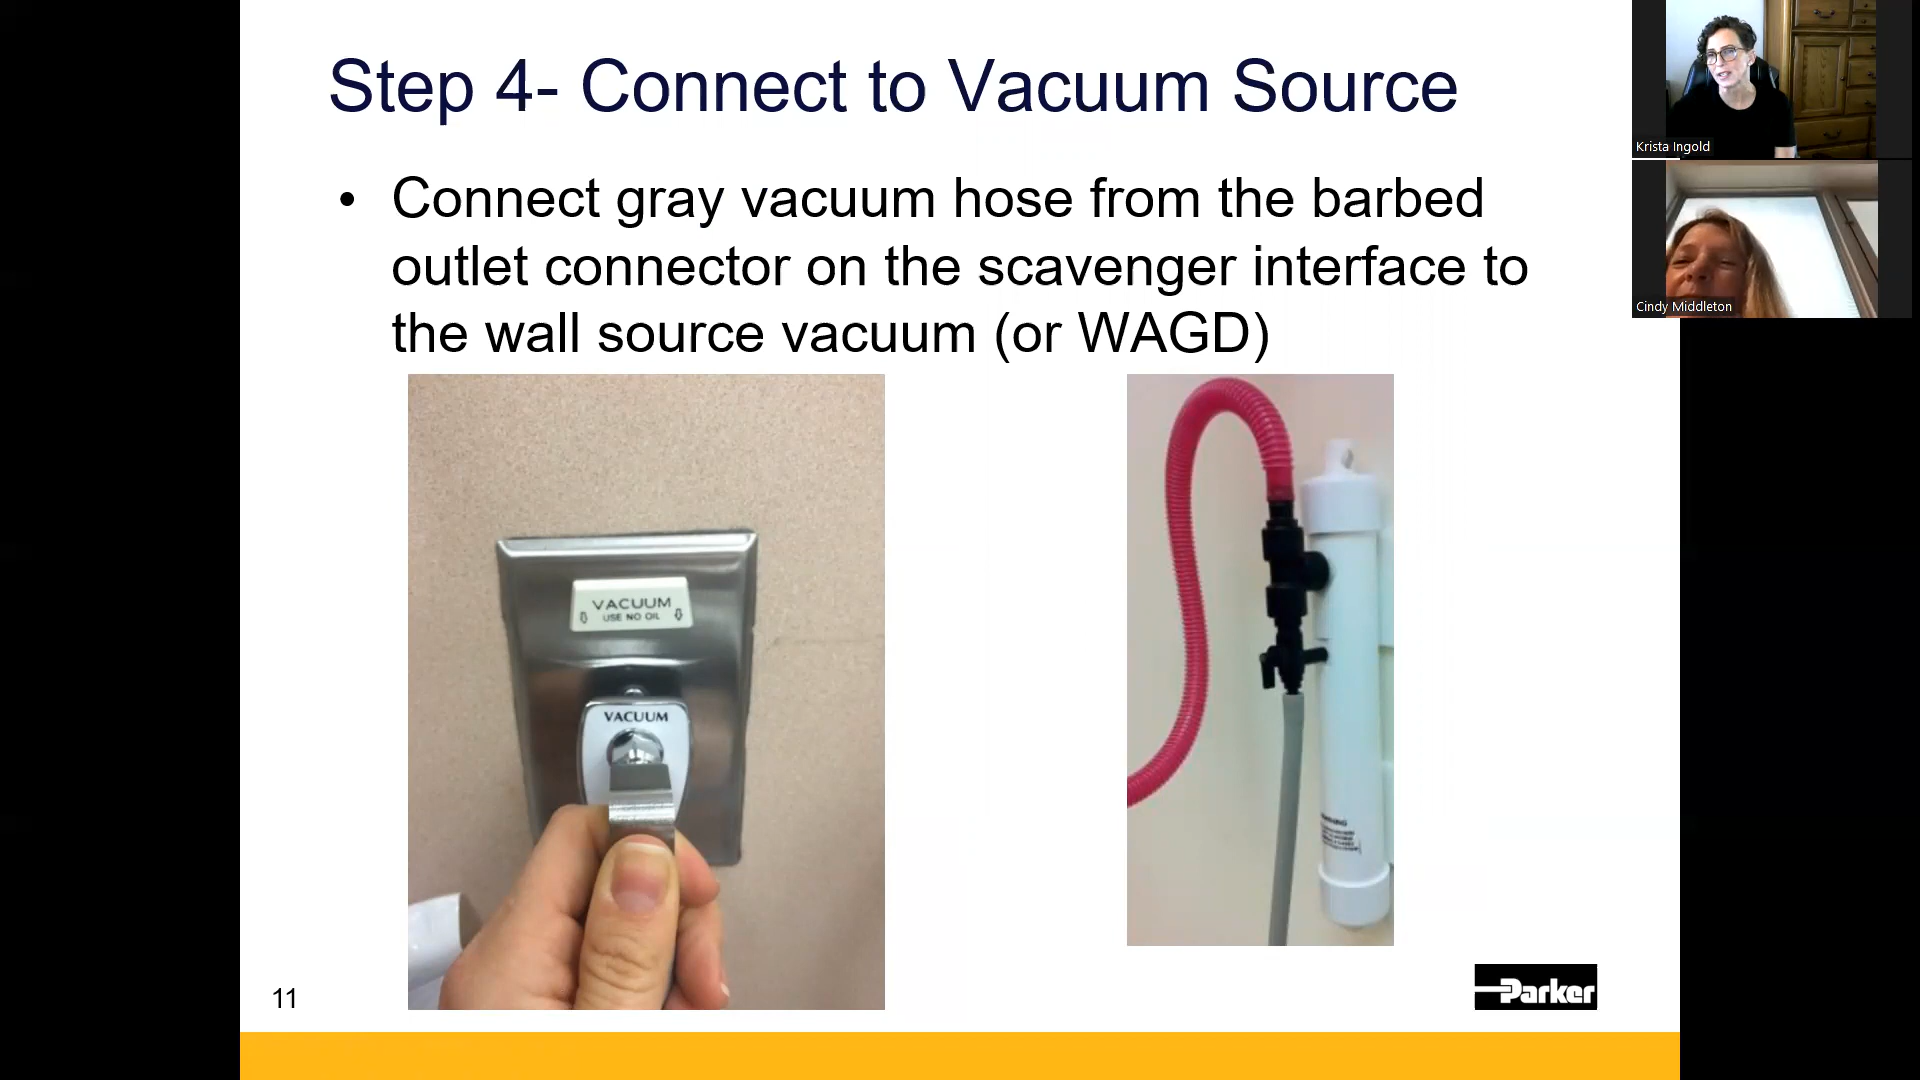 Step 4- Connect to Vacuum Source
• Connect gray vacuum hose from the barbed
outlet connector on the scavenger interface to
the wall source vacuum (or WAGD)
VACUUM
USE NO OIL
VACUUM
11
Parker
Krista Ingold
Cindy Middleton